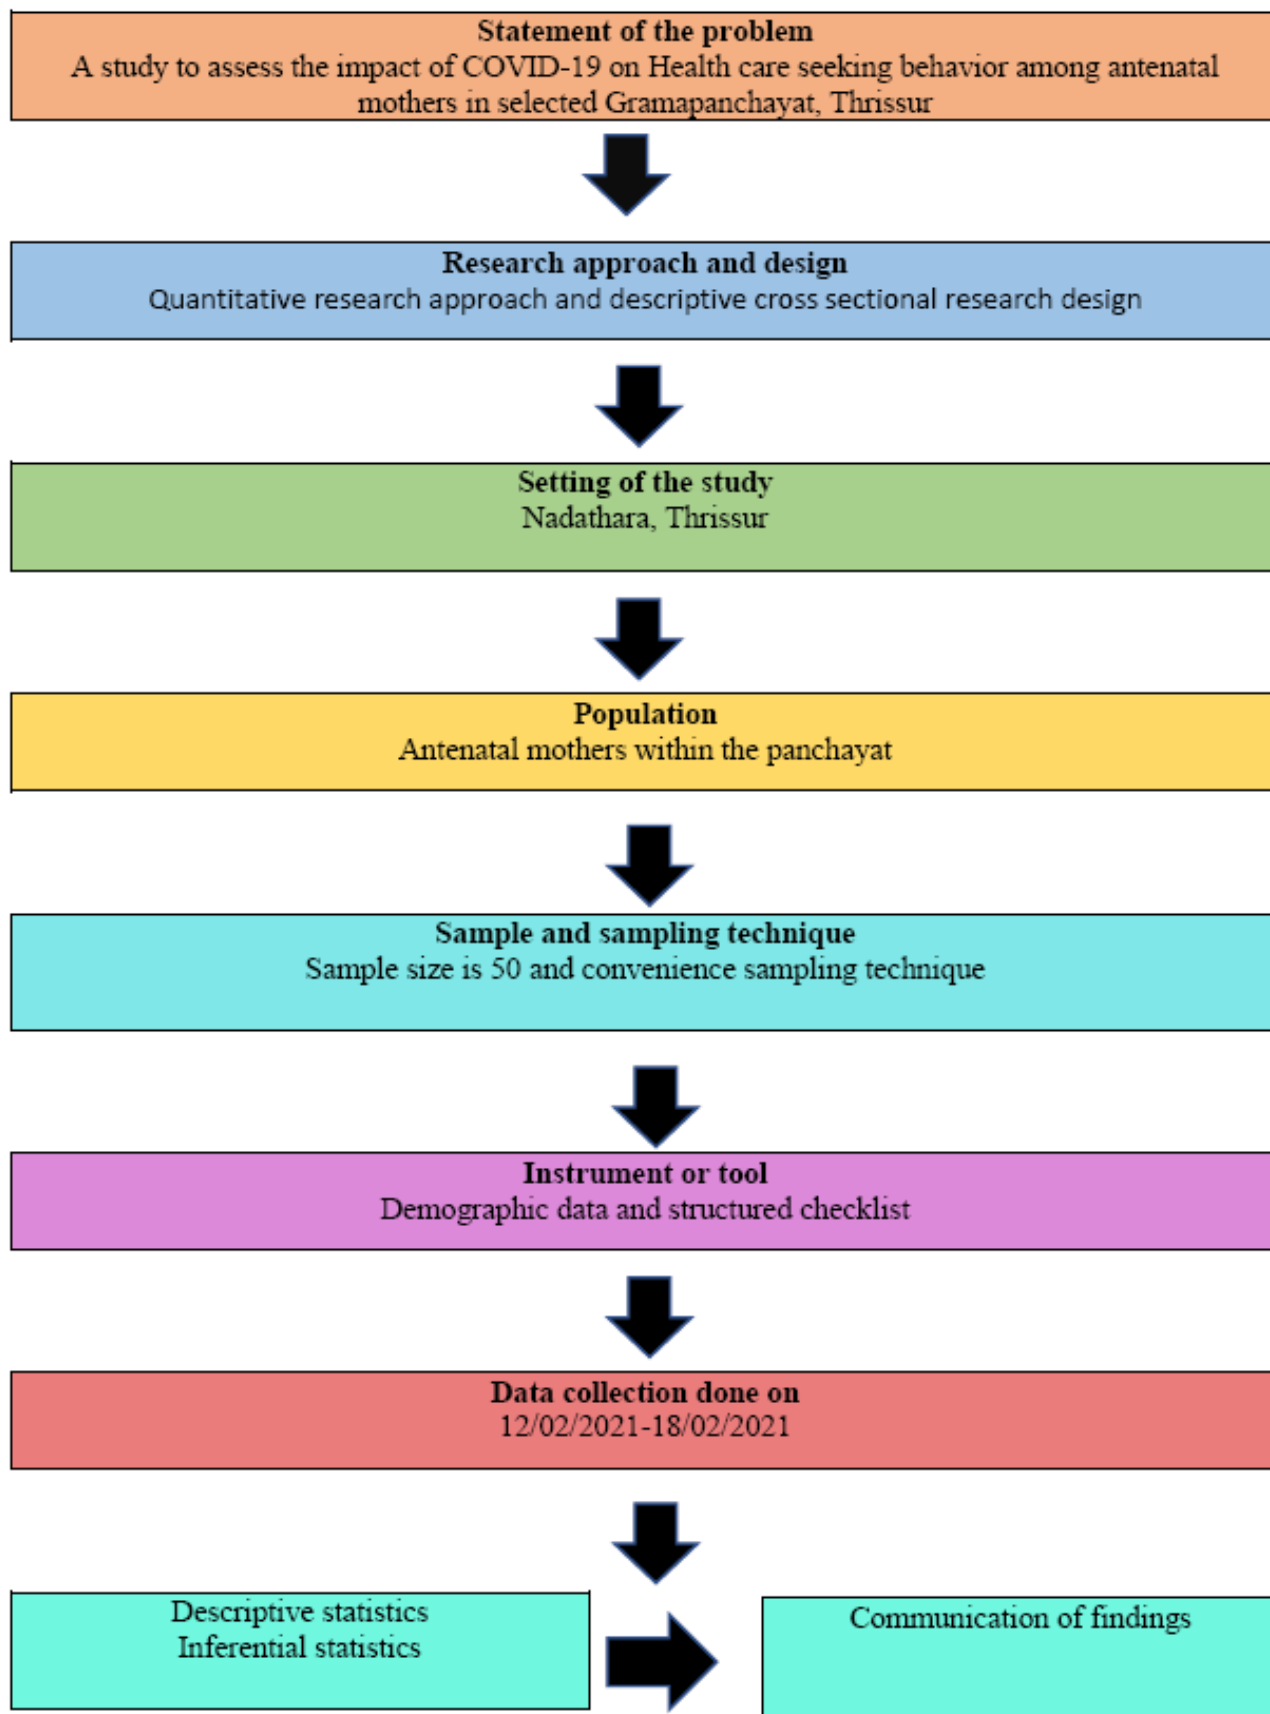 Statement of the problem
A study to assess the impact of COVID-19 on Health care seeking behavior among antenatal
mothers in selected Gramapanchayat, Thrissur
Research approach and design
Quantitative research approach and descriptive cross sectional research design
Setting of the study
Nadathara, Thrissur
Population
Antenatal mothers within the panchayat
Sample and sampling technique
Sample size is 50 and convenience sampling technique
Instrument or tool
Demographic data and structured checklist
Data collection done on
12/02/2021-18/02/2021
Descriptive statistics
Inferential statistics
Communication of findings